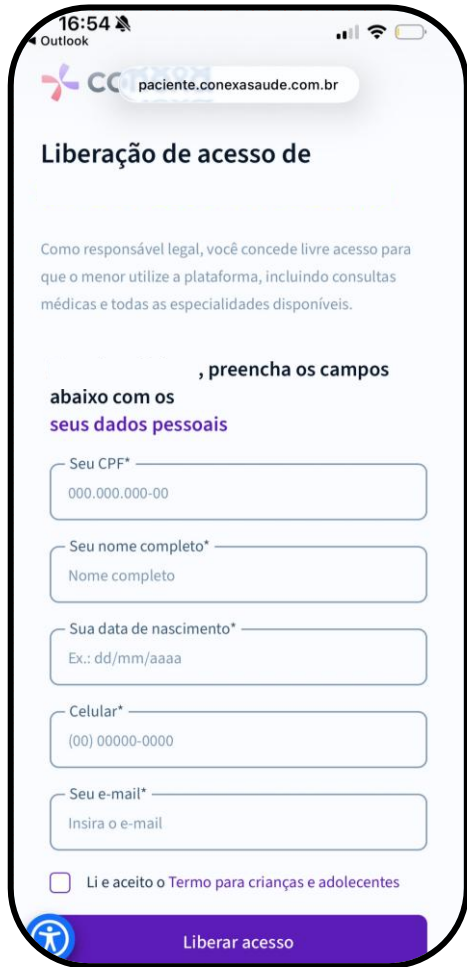 16:54
Outlook
paciente.conexasaude.com.br
Liberação de acesso de
Como responsável legal, você concede livre acesso para
que o menor utilize a plataforma, incluindo consultas
médicas e todas as especialidades disponíveis.
, preencha os campos
abaixo com os
seus dados pessoais
Seu CPF*
000.000.000-00
Seu nome completo*
Nome completo
Sua data de nascimento*
Ex.: dd/mm/aaaa
Celular*
(00) 00000-0000
Seu e-mail*
Insira o e-mail
Li e aceito o Termo para crianças e adolecentes
Liberar acesso